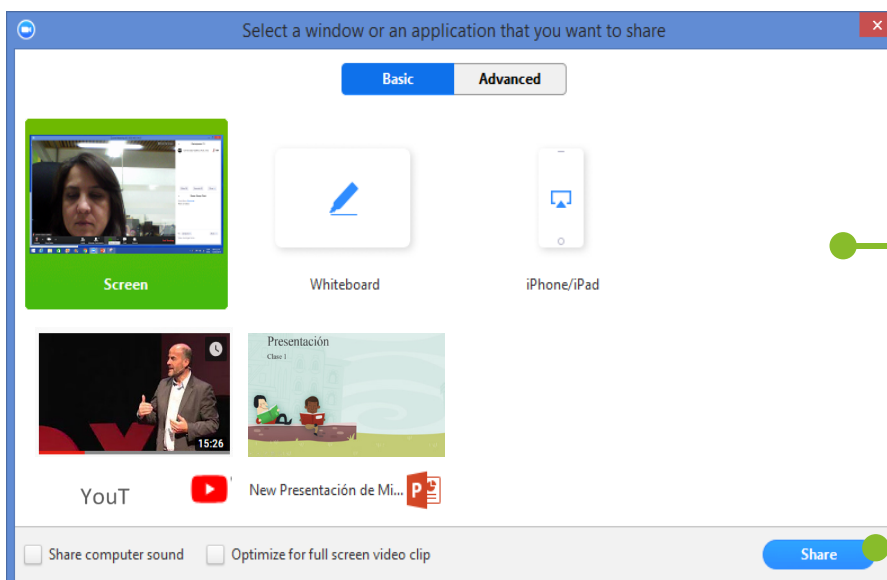 Select a window or an application that you want to share
Basic
Advanced
Screen
Whiteboard
iPhone/iPad
15:26
Presentación
Clase 1
YouT
New Presentación de Mi...
P
Share computer sound
Optimize for full screen video clip
Share